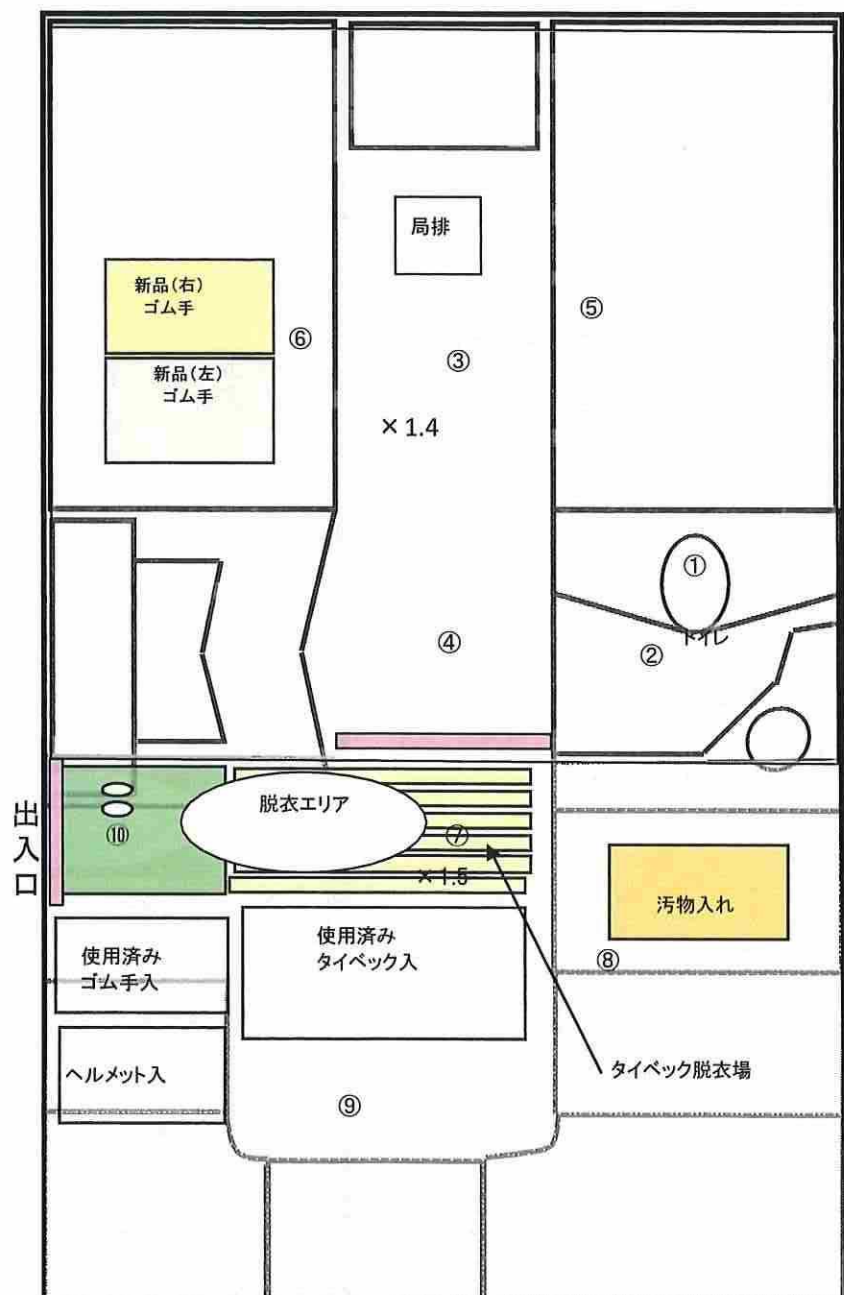 局排
新品(右)
ゴム手
新品(左)
ゴム手
⑥
⑤
③
× 1.4
①
トイレ
②
④
出入口
⑩
脱衣エリア
⑦
×1.5
汚物入れ
使用済み
ゴム手入
使用済み
タイベック入
⑧
ヘルメット入
タイベック脱衣場
⑨